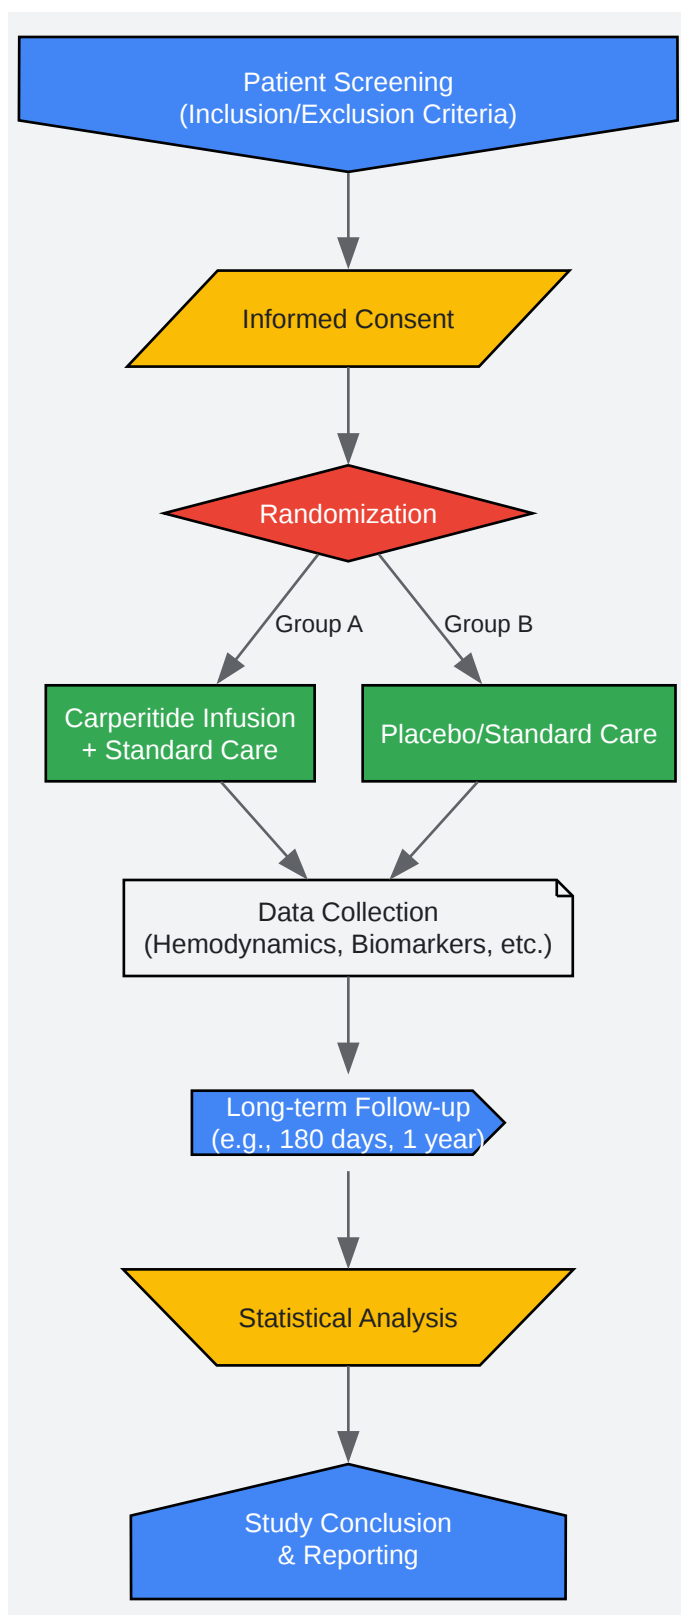 Patient Screening
(Inclusion/Exclusion Criteria)
Informed Consent
Randomization
Group A
Group B
Carperitide Infusion
+ Standard Care
Placebo/Standard Care
Data Collection
(Hemodynamics, Biomarkers, etc.)
Long-term Follow-up
(e.g., 180 days, 1 year)
Statistical Analysis
Study Conclusion
& Reporting